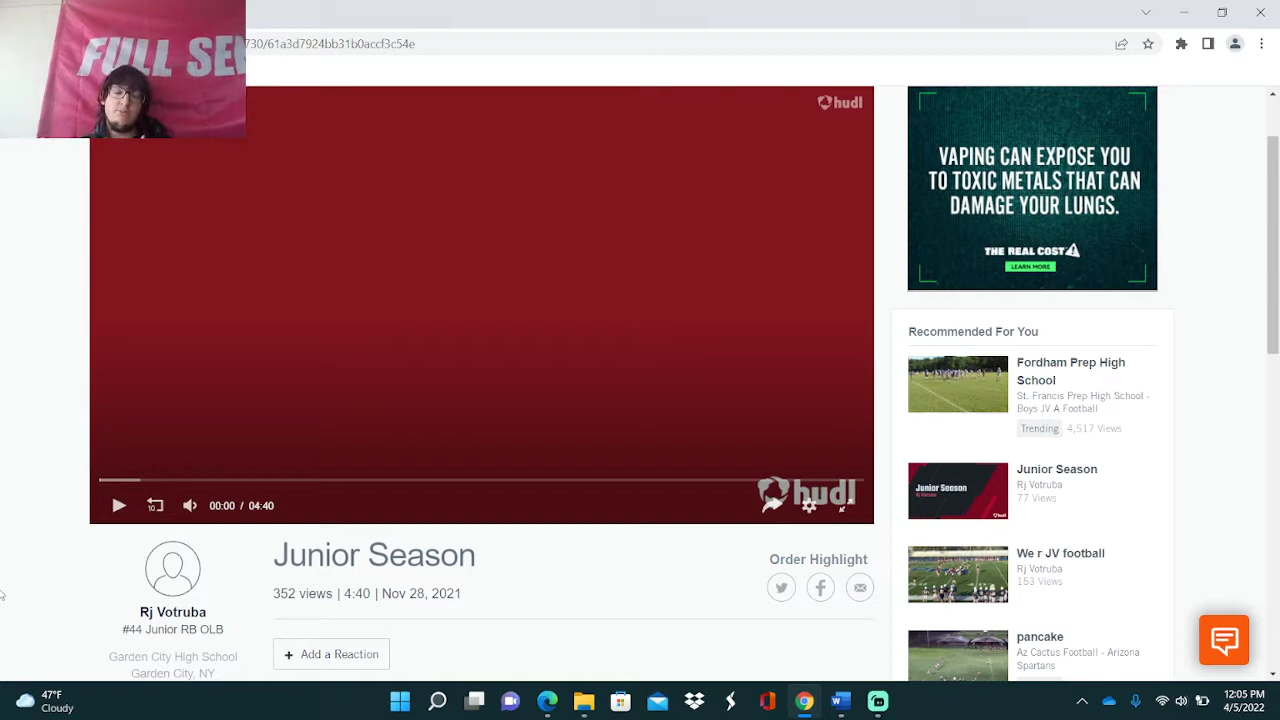 FULL SE
730/61a3d7924bb31b0accf3c54e
hudl
VAPING CAN EXPOSE YOU
TO TOXIC METALS THAT CAN
DAMAGE YOUR LUNGS.
THE REAL COST
LEARN MORE
Recommended For You
Fordham Prep High
School
St. Francis Prep High School -
Boys JV A Football
Trending 4,517 Views
Junior Season
Rj Votruba
Junior Season
Rj Votruba
77 Views
We r JV football
Rj Votruba
153 Views
pancake
Az Cactus Football - Arizona
Spartans
10
00:00 / 04:40
hudl
Junior Season
352 views | 4:40 | Nov 28, 2021
Order Highlight
+ Add a Reaction
Rj Votruba
#44 Junior RB OLB
Garden City High School
Garden City, NY
47°F
Cloudy
12:05 PM
4/5/2022